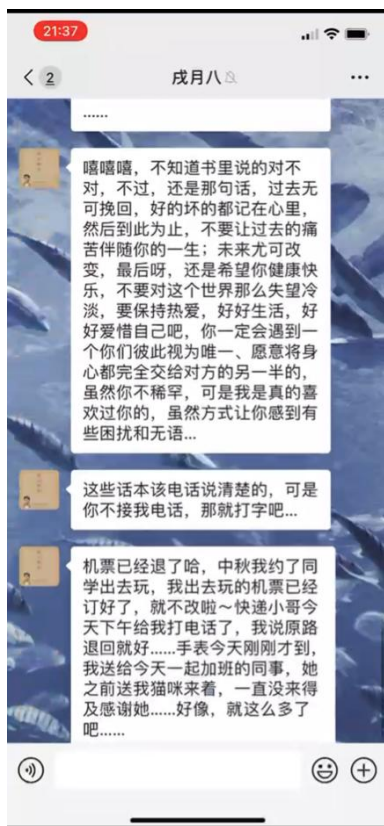 21:37
2
戌月八
……
嘻嘻嘻，不知道书里说的对不
对，不过，还是那句话，过去无
可挽回，好的坏的都记在心里，
然后到此为止，不要让过去的痛
苦伴随你的一生；未来尤可改
变，最后呀，还是希望你健康快
乐，不要对这个世界那么失望冷
淡，要保持热爱，好好生活，好
好爱惜自己吧，你一定会遇到一
个你们彼此视为唯一、愿意将身
心都完全交给对方的另一半的，
虽然你不稀罕，可是我是真的喜
欢过你的，虽然方式让你感到有
些困扰和无语...
这些话本该电话说清楚的，可是
你不接我电话，那就打字吧...
机票已经退了哈，中秋我约了同
学出去玩，我出去玩的机票已经
订好了，就不改啦～快递小哥今
天下午给我打电话了，我说原路
退回就好......手表今天刚刚才到，
我送给今天一起加班的同事，她
之前送我猫咪来着，一直没来得
及感谢她......好像，就这么多了
吧......